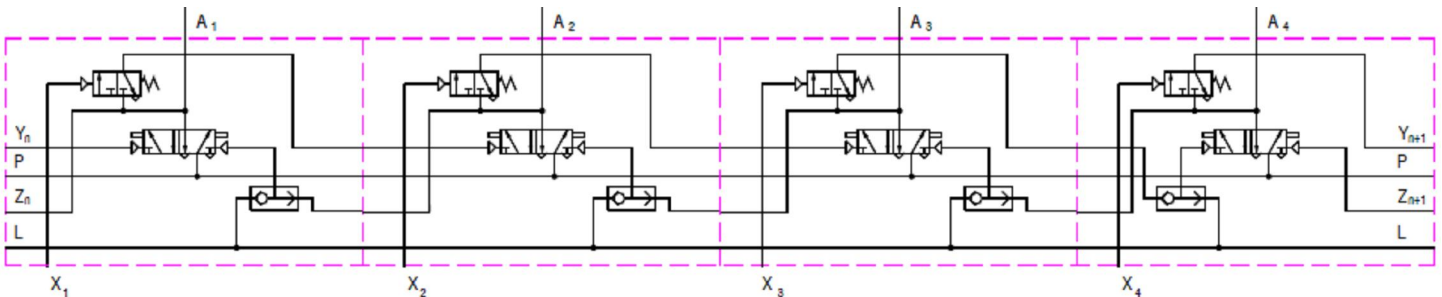 A1 A2 A3 A4
Yn Yn+1
P P
Zn Zn+1
L L
X1 X2 X3 X4